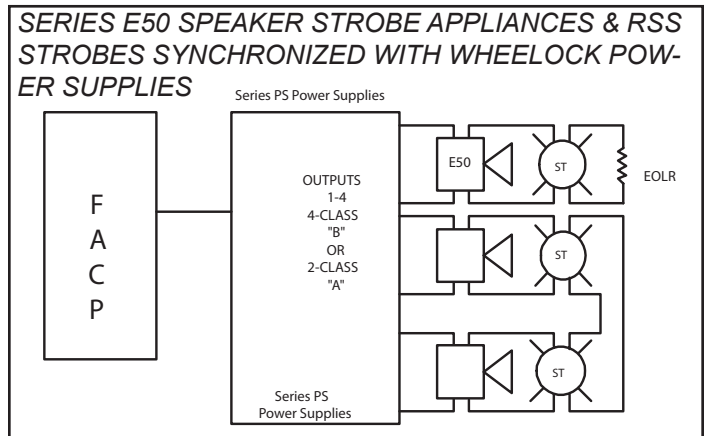 SERIES E50 SPEAKER STROBE APPLIANCES & RSS
STROBES SYNCHRONIZED WITH WHEELOCK POW-
ER SUPPLIES
Series PS Power Supplies
F
A
C
P
OUTPUTS
1-4
4-CLASS
"B"
OR
2-CLASS
"A"
E50
ST
EOLR
ST
ST
Series PS
Power Supplies